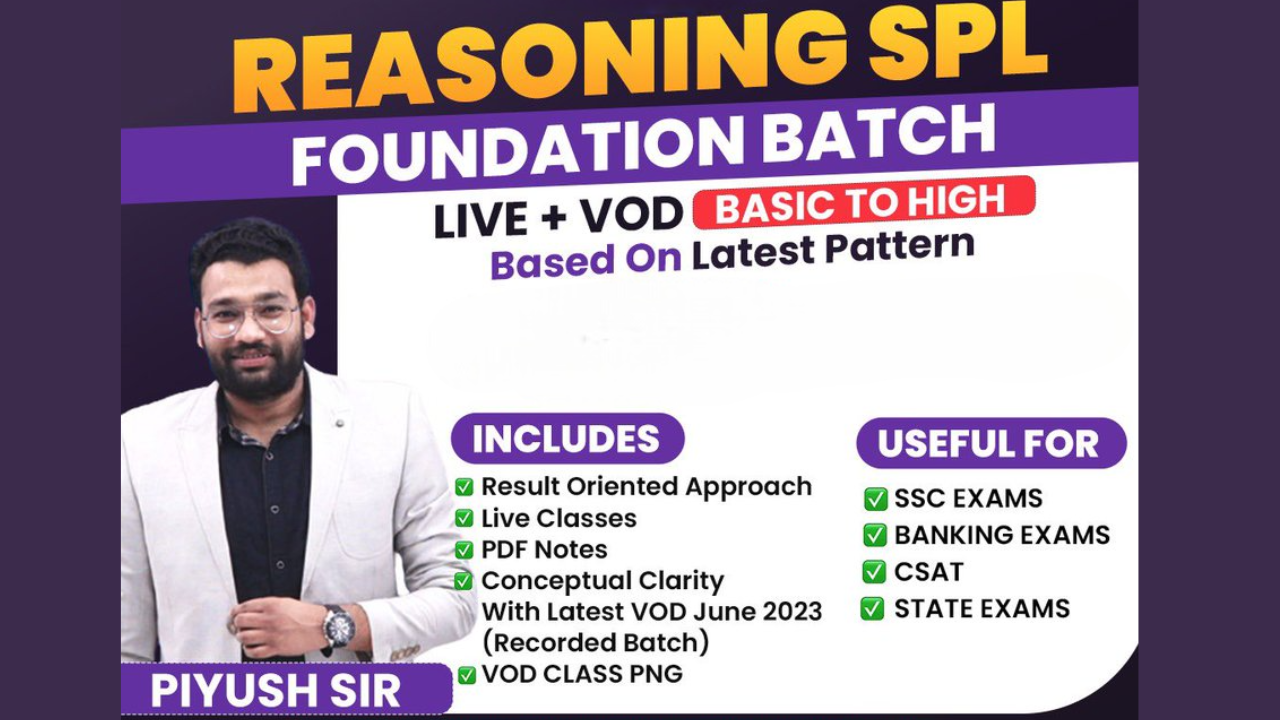 REASONING SPL
FOUNDATION BATCH
LIVE + VOD BASIC TO HIGH
Based On Latest Pattern
INCLUDES
Result Oriented Approach
Live Classes
PDF Notes
Conceptual Clarity
With Latest VOD June 2023
(Recorded Batch)
VOD CLASS PNG
USEFUL FOR
SSC EXAMS
BANKING EXAMS
CSAT
STATE EXAMS
PIYUSH SIR